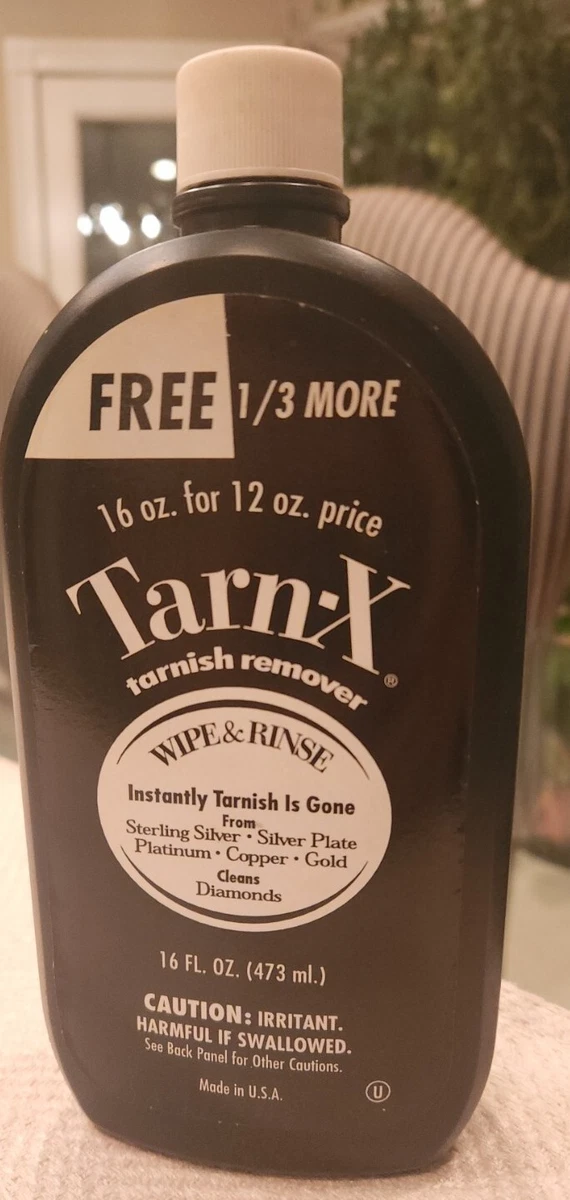 FREE 1/3 MORE
16 oz. for 12 oz. price
Tarn-X®
tarnish remover
WIPE & RINSE
Instantly Tarnish Is Gone
From
Sterling Silver • Silver Plate
Platinum • Copper • Gold
Cleans
Diamonds
16 FL. OZ. (473 ml.)
CAUTION: IRRITANT.
HARMFUL IF SWALLOWED.
See Back Panel for Other Cautions.
Made in U.S.A.
U